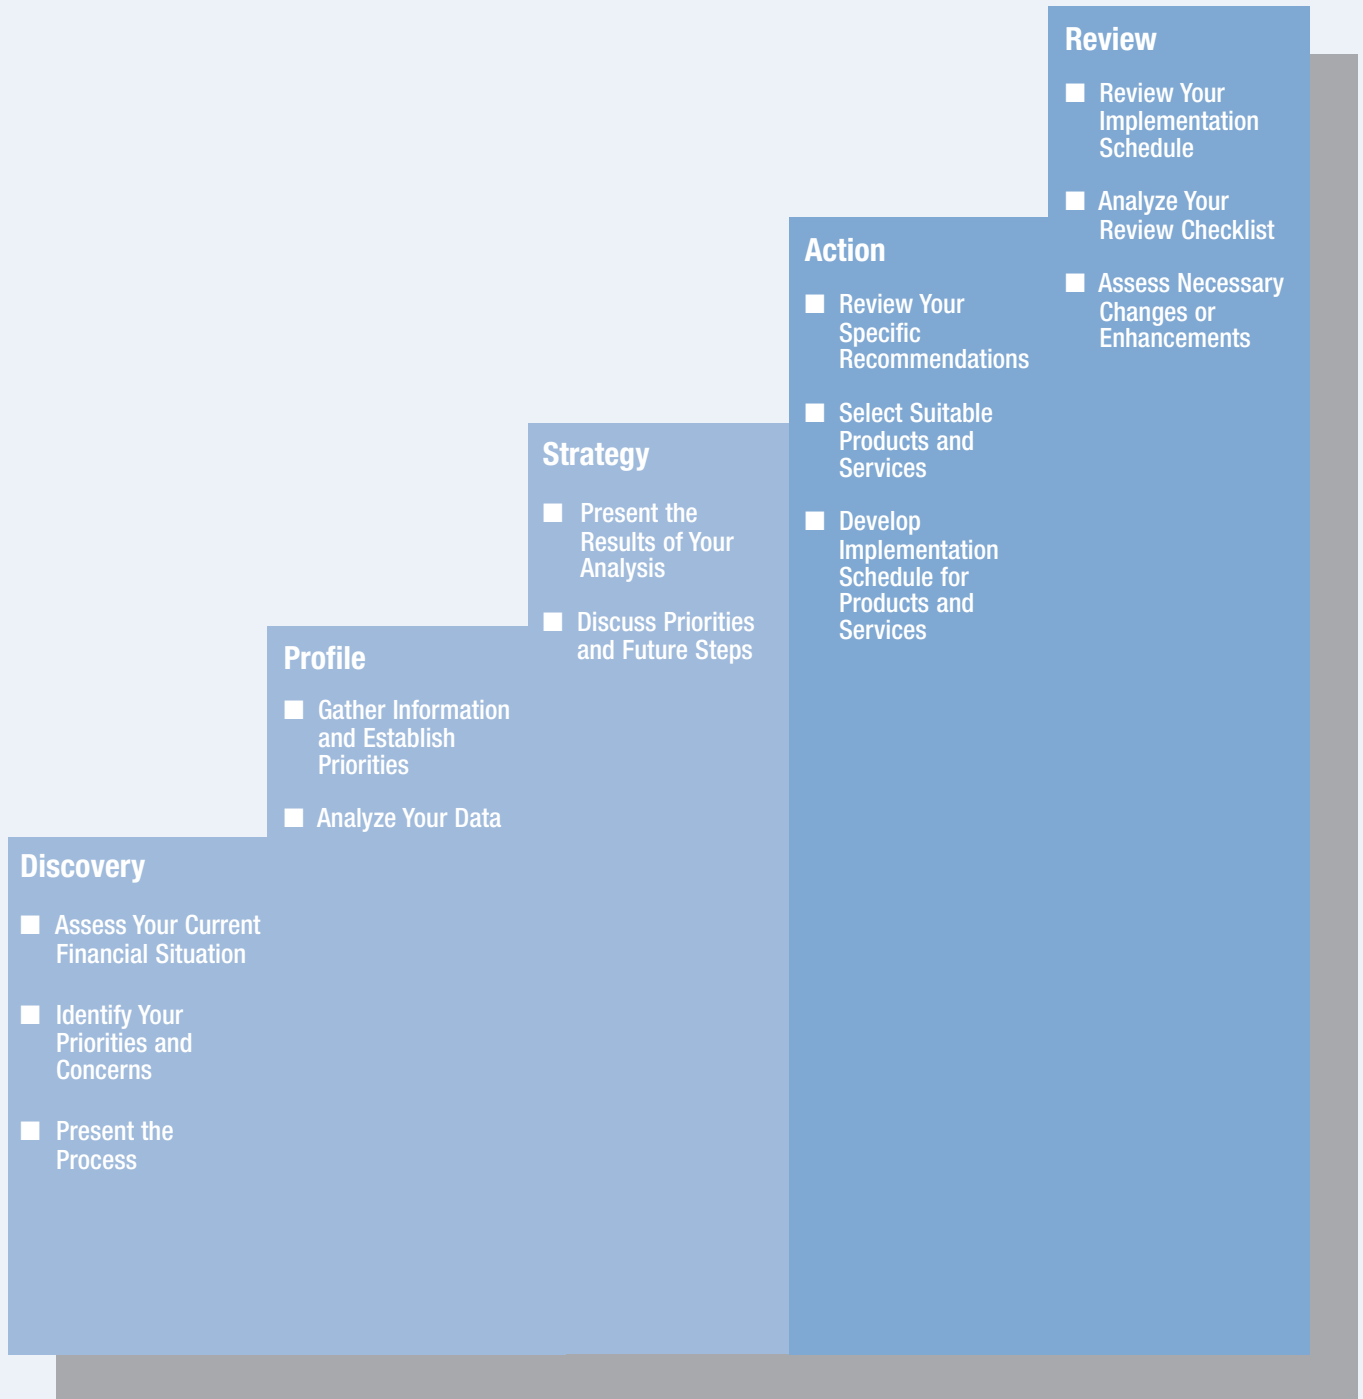 Review
Review Your
Implementation
Schedule
Analyze Your
Review Checklist
Assess Necessary
Changes or
Enhancements
Action
Review Your
Specific
Recommendations
Select Suitable
Products and
Services
Develop
Implementation
Schedule for
Products and
Services
Strategy
Present the
Results of Your
Analysis
Discuss Priorities
and Future Steps
Profile
Gather Information
and Establish
Priorities
Analyze Your Data
Discovery
Assess Your Current
Financial Situation
Identify Your
Priorities and
Concerns
Present the
Process